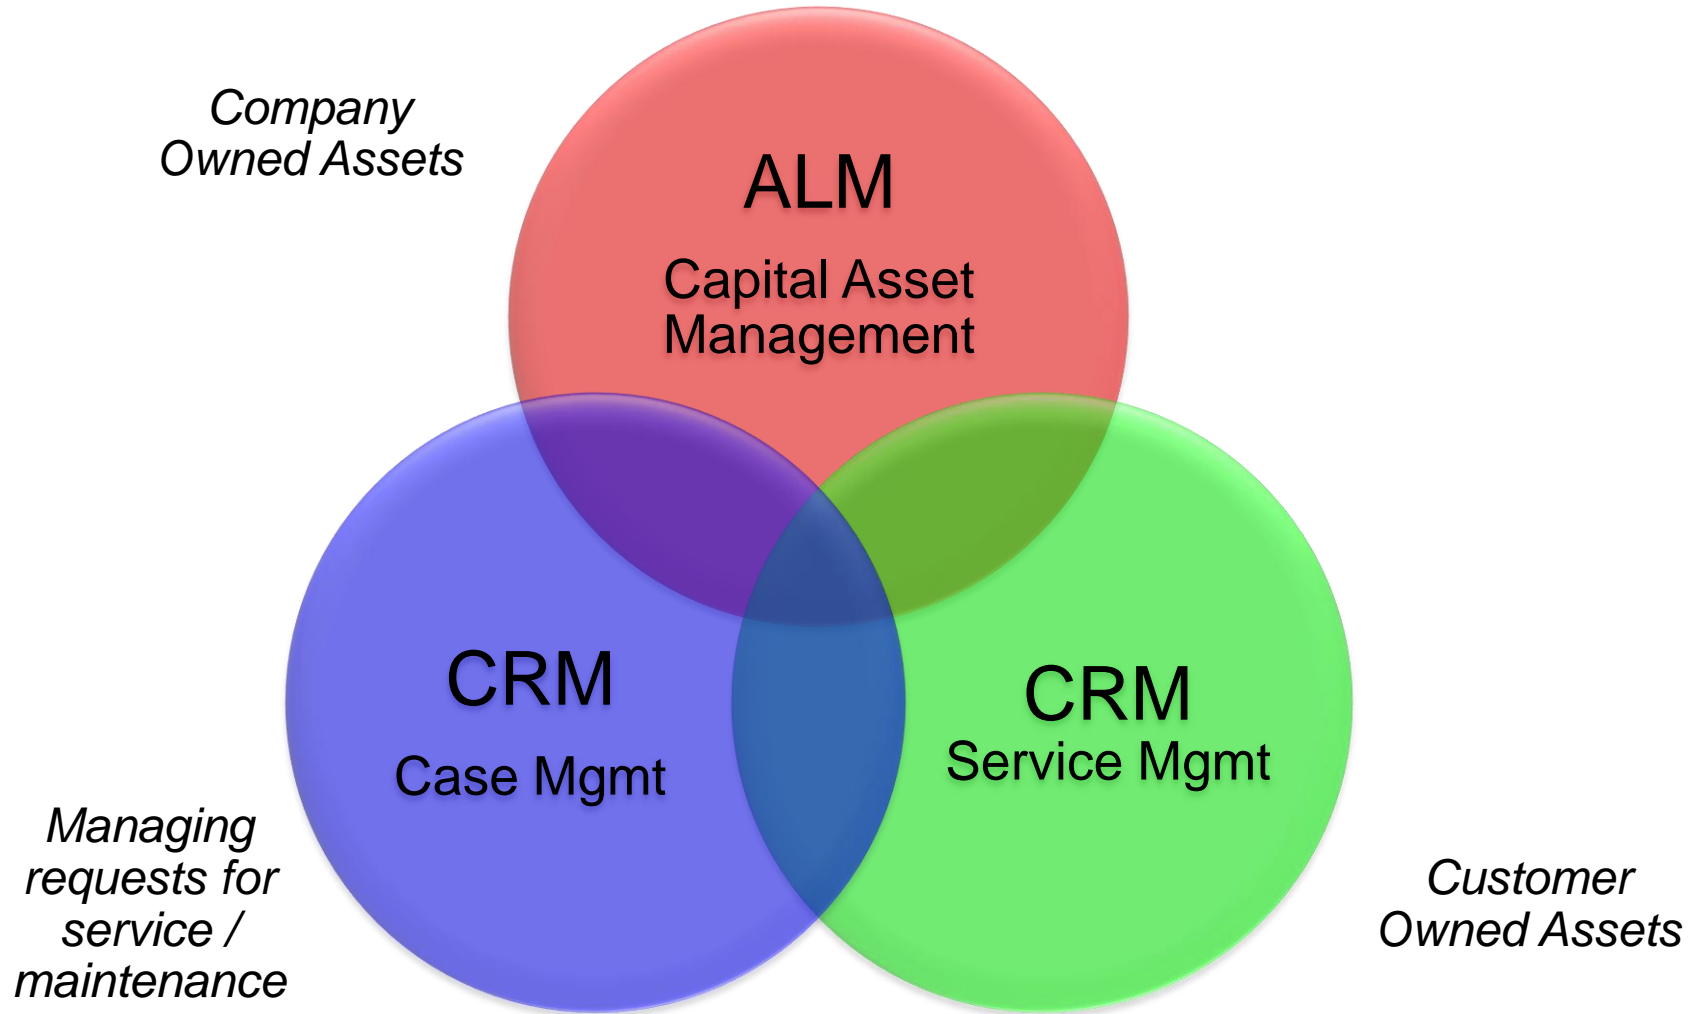 Company
Owned Assets
ALM
Capital Asset
Management
CRM
Case Mgmt
CRM
Service Mgmt
Managing
requests for
service /
maintenance
Customer
Owned Assets